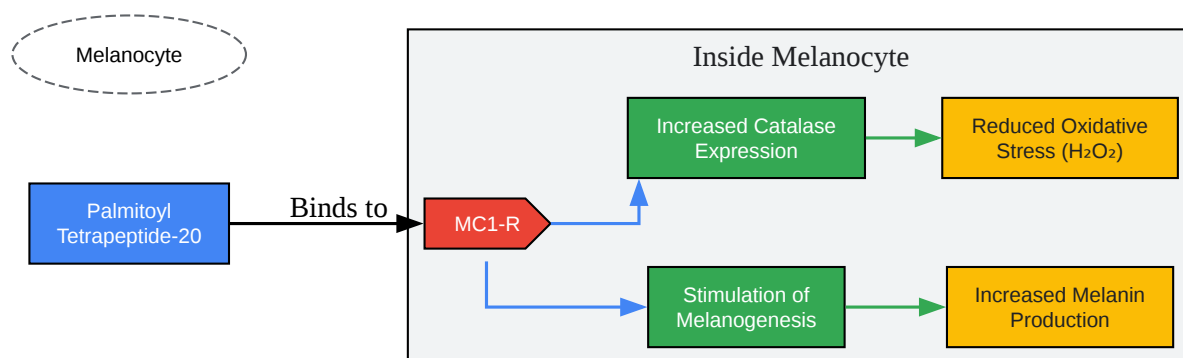 Melanocyte
Inside Melanocyte
Increased Catalase
Expression
Reduced Oxidative
Stress (H₂O₂)
Palmitoyl
Tetrapeptide-20
Binds to
MC1-R
Stimulation of
Melanogenesis
Increased Melanin
Production